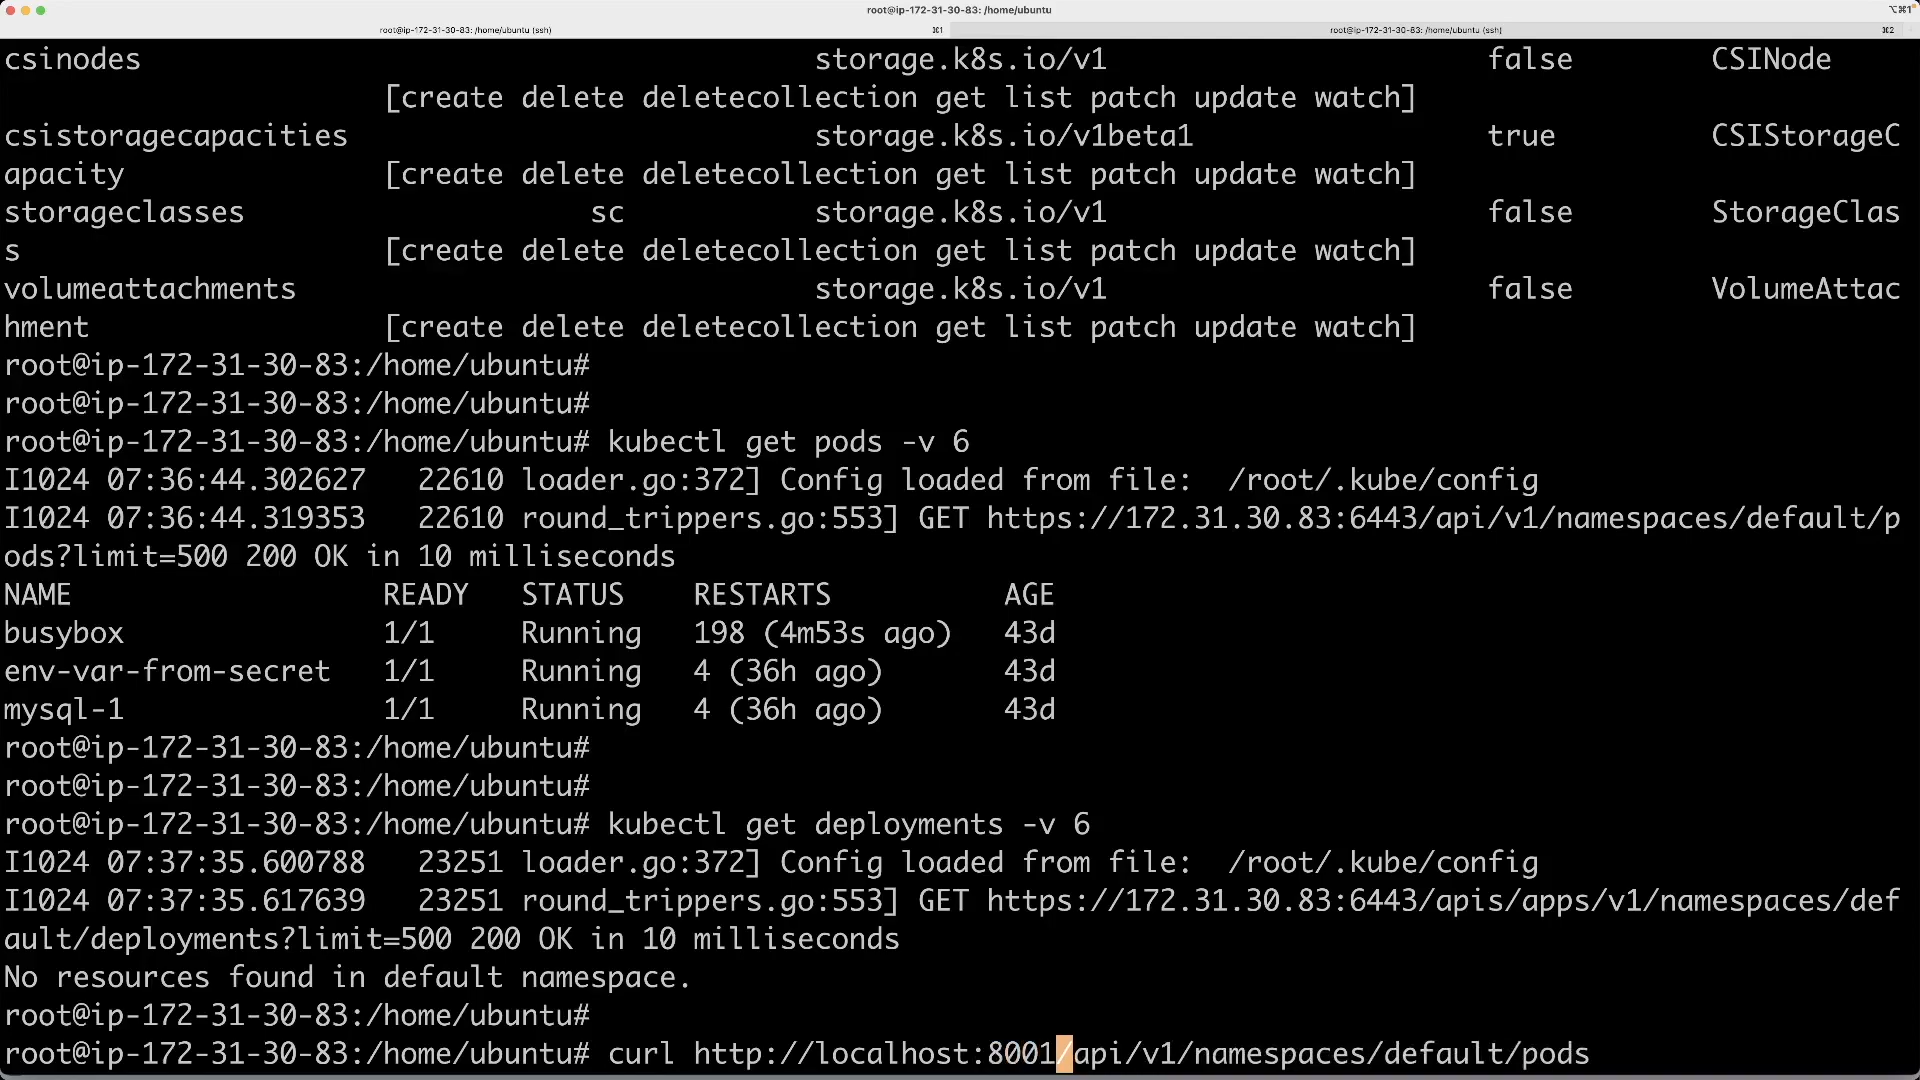 root@ip-172-31-30-83: /home/ubuntu
⌥⌘1
root@ip-172-31-30-83: /home/ubuntu (ssh) ⌘1 root@ip-172-31-30-83: /home/ubuntu (ssh) ⌘2
csinodes storage.k8s.io/v1 false CSINode
[create delete deletecollection get list patch update watch]
csistoragecapacities storage.k8s.io/v1beta1 true CSIStorageC
apacity [create delete deletecollection get list patch update watch]
storageclasses sc storage.k8s.io/v1 false StorageClas
s [create delete deletecollection get list patch update watch]
volumeattachments storage.k8s.io/v1 false VolumeAttac
hment [create delete deletecollection get list patch update watch]
root@ip-172-31-30-83:/home/ubuntu#
root@ip-172-31-30-83:/home/ubuntu#
root@ip-172-31-30-83:/home/ubuntu# kubectl get pods -v 6
I1024 07:36:44.302627 22610 loader.go:372] Config loaded from file: /root/.kube/config
I1024 07:36:44.319353 22610 round_trippers.go:553] GET https://172.31.30.83:6443/api/v1/namespaces/default/p
ods?limit=500 200 OK in 10 milliseconds
NAME READY STATUS RESTARTS AGE
busybox 1/1 Running 198 (4m53s ago) 43d
env-var-from-secret 1/1 Running 4 (36h ago) 43d
mysql-1 1/1 Running 4 (36h ago) 43d
root@ip-172-31-30-83:/home/ubuntu#
root@ip-172-31-30-83:/home/ubuntu#
root@ip-172-31-30-83:/home/ubuntu# kubectl get deployments -v 6
I1024 07:37:35.600788 23251 loader.go:372] Config loaded from file: /root/.kube/config
I1024 07:37:35.617639 23251 round_trippers.go:553] GET https://172.31.30.83:6443/apis/apps/v1/namespaces/def
ault/deployments?limit=500 200 OK in 10 milliseconds
No resources found in default namespace.
root@ip-172-31-30-83:/home/ubuntu#
root@ip-172-31-30-83:/home/ubuntu# curl http://localhost:8001/api/v1/namespaces/default/pods